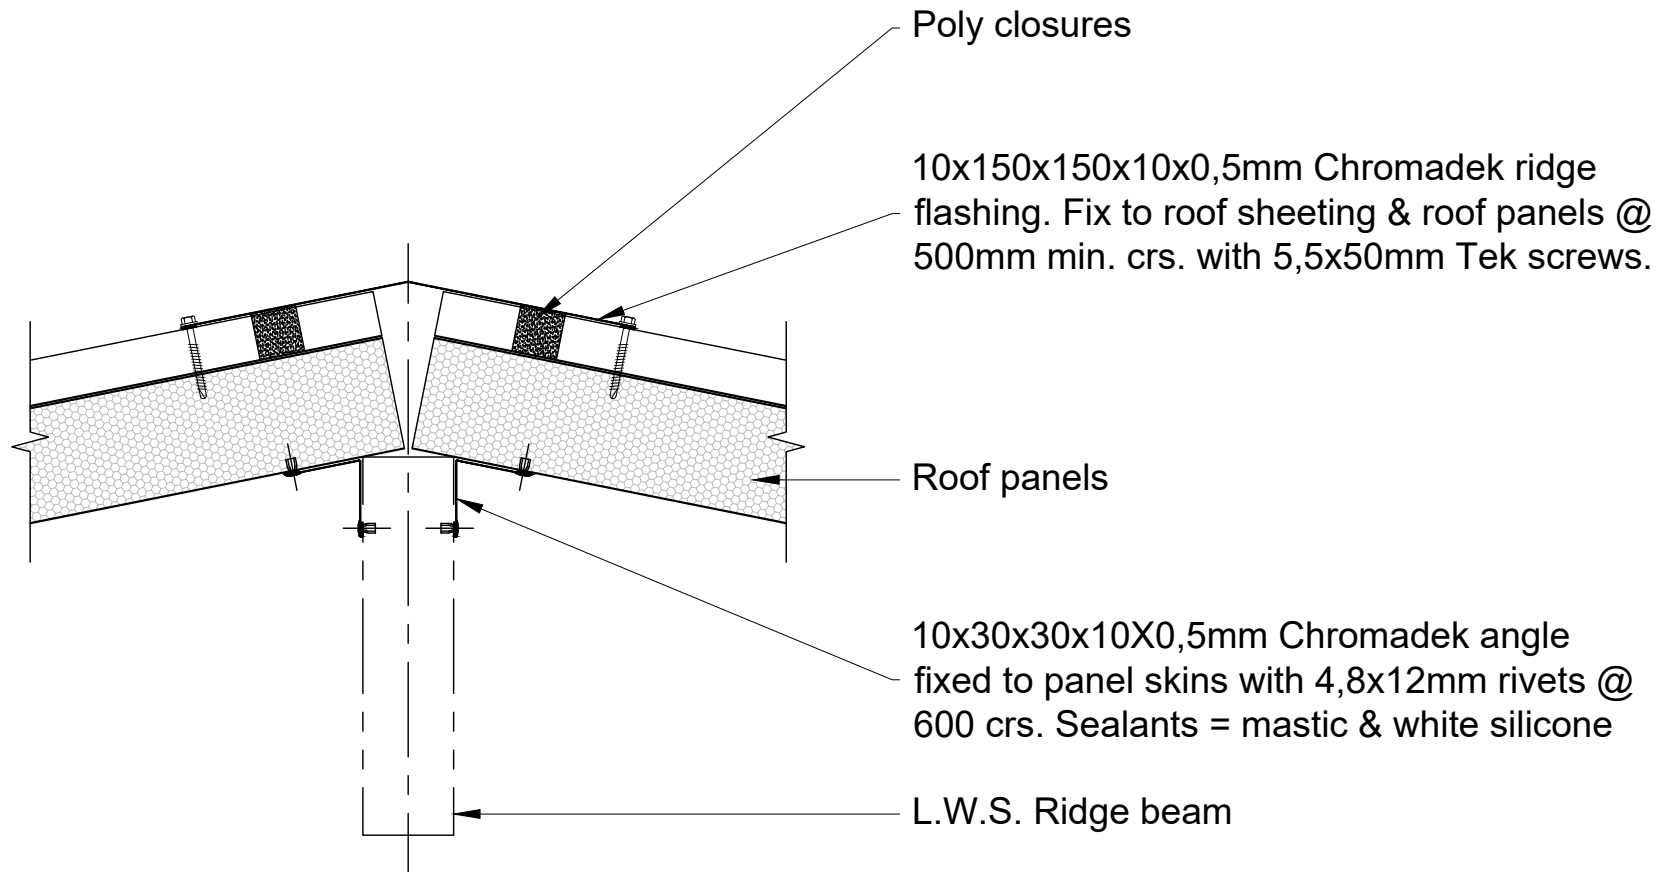 Poly closures
10x150x150x10x0,5mm Chromadek ridge
flashing. Fix to roof sheeting & roof panels @
500mm min. crs. with 5,5x50mm Tek screws.
Roof panels
10x30x30x10X0,5mm Chromadek angle
fixed to panel skins with 4,8x12mm rivets @
600 crs. Sealants = mastic & white silicone
L.W.S. Ridge beam